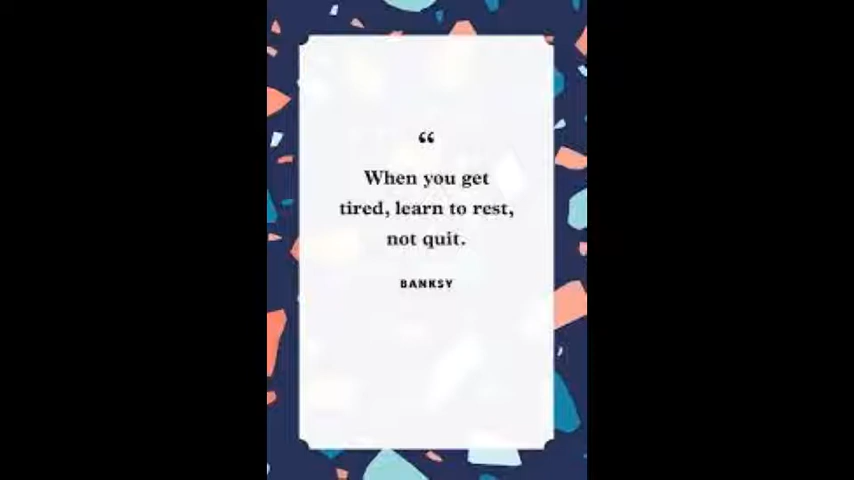 “
When you get
tired, learn to rest,
not quit.
BANKSY